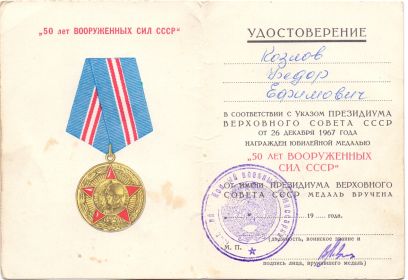 „50 лет ВООРУЖЕННЫХ СИЛ СССР“
УДОСТОВЕРЕНИЕ
Козлов
Федор
Ефимович
В СООТВЕТСТВИИ С УКАЗОМ ПРЕЗИДИУМА
ВЕРХОВНОГО СОВЕТА СССР
ОТ 26 ДЕКАБРЯ 1967 ГОДА
НАГРАЖДЕН ЮБИЛЕЙНОЙ МЕДАЛЬЮ
„50 ЛЕТ ВООРУЖЕННЫХ
СИЛ СССР“
ОТ ИМЕНИ ПРЕЗИДИУМА ВЕРХОВНОГО
СОВЕТА СССР МЕДАЛЬ ВРУЧЕНА
19 ..... года.
М. П.
(должность, воинское звание и
подпись лица, вручившего медаль)